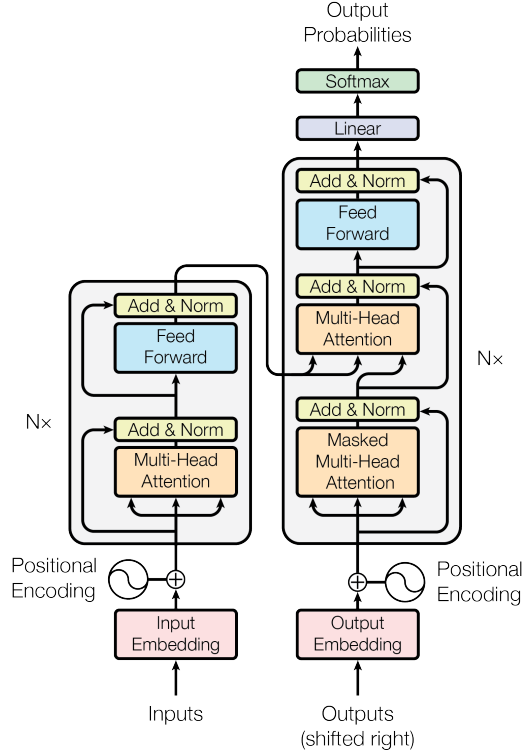 Output
Probabilities
Softmax
Linear
Add & Norm
Feed
Forward
Add & Norm
Multi-Head
Attention
Add & Norm
Masked
Multi-Head
Attention
N×
Add & Norm
Feed
Forward
N×
Add & Norm
Multi-Head
Attention
Positional
Encoding
Positional
Encoding
Input
Embedding
Output
Embedding
Inputs
Outputs
(shifted right)